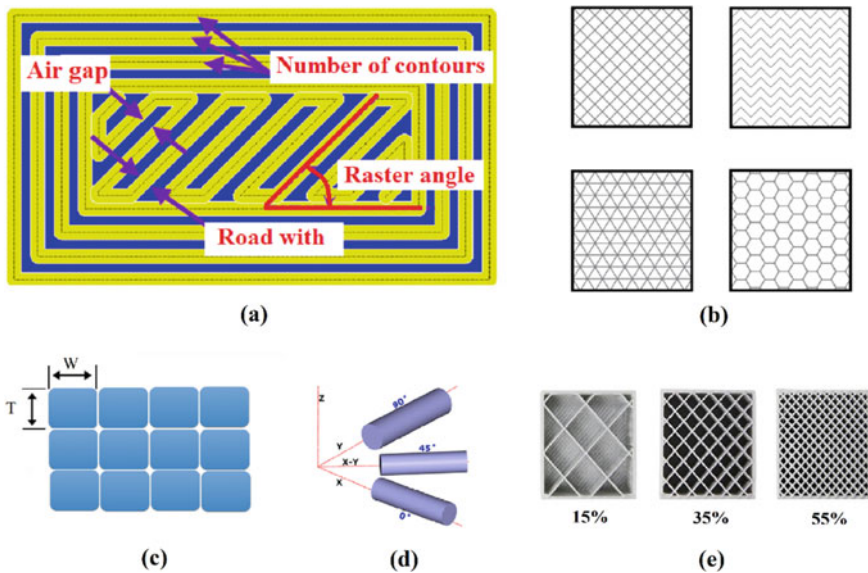 Air gap
Number of contours
Raster angle
Road with
(a)
(b)
W
T
(c)
Z
90°
Y
45°
X-Y
X
0°
(d)
15% 35% 55%
(e)